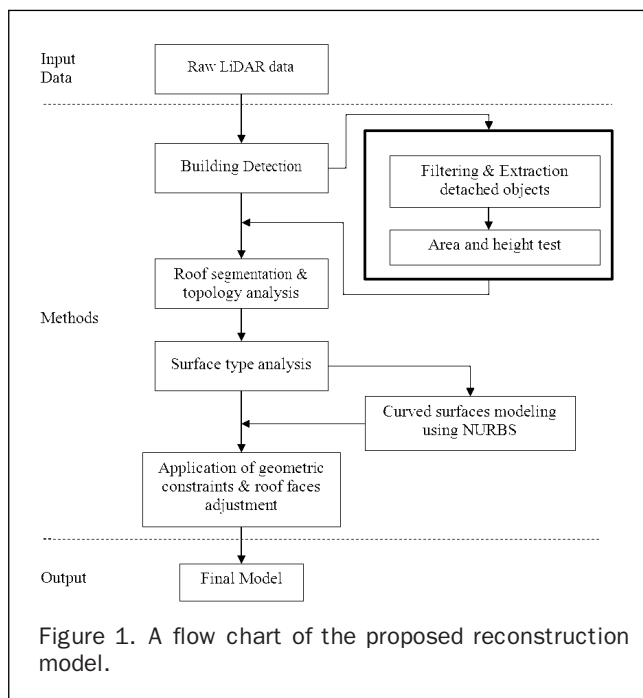 Input
Data
Raw LiDAR data
Building Detection
Filtering & Extraction
detached objects
Area and height test
Roof segmentation &
topology analysis
Methods
Surface type analysis
Curved surfaces modeling
using NURBS
Application of geometric
constraints & roof faces
adjustment
Output
Final Model
Figure 1. A flow chart of the proposed reconstruction
model.